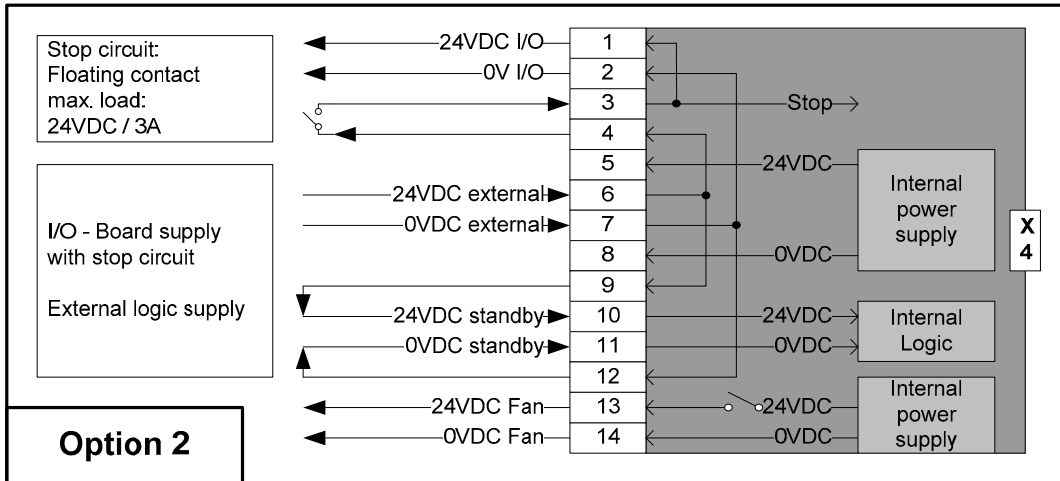 Stop circuit:
Floating contact
max. load:
24VDC / 3A
I/O - Board supply
with stop circuit
External logic supply
Option 2
24VDC I/O
0V I/O
24VDC external
0VDC external
24VDC standby
0VDC standby
24VDC Fan
0VDC Fan
1
2
3
4
5
6
7
8
9
10
11
12
13
14
Stop
24VDC
0VDC
24VDC
0VDC
24VDC
0VDC
Internal
power
supply
Internal
Logic
Internal
power
supply
X
4